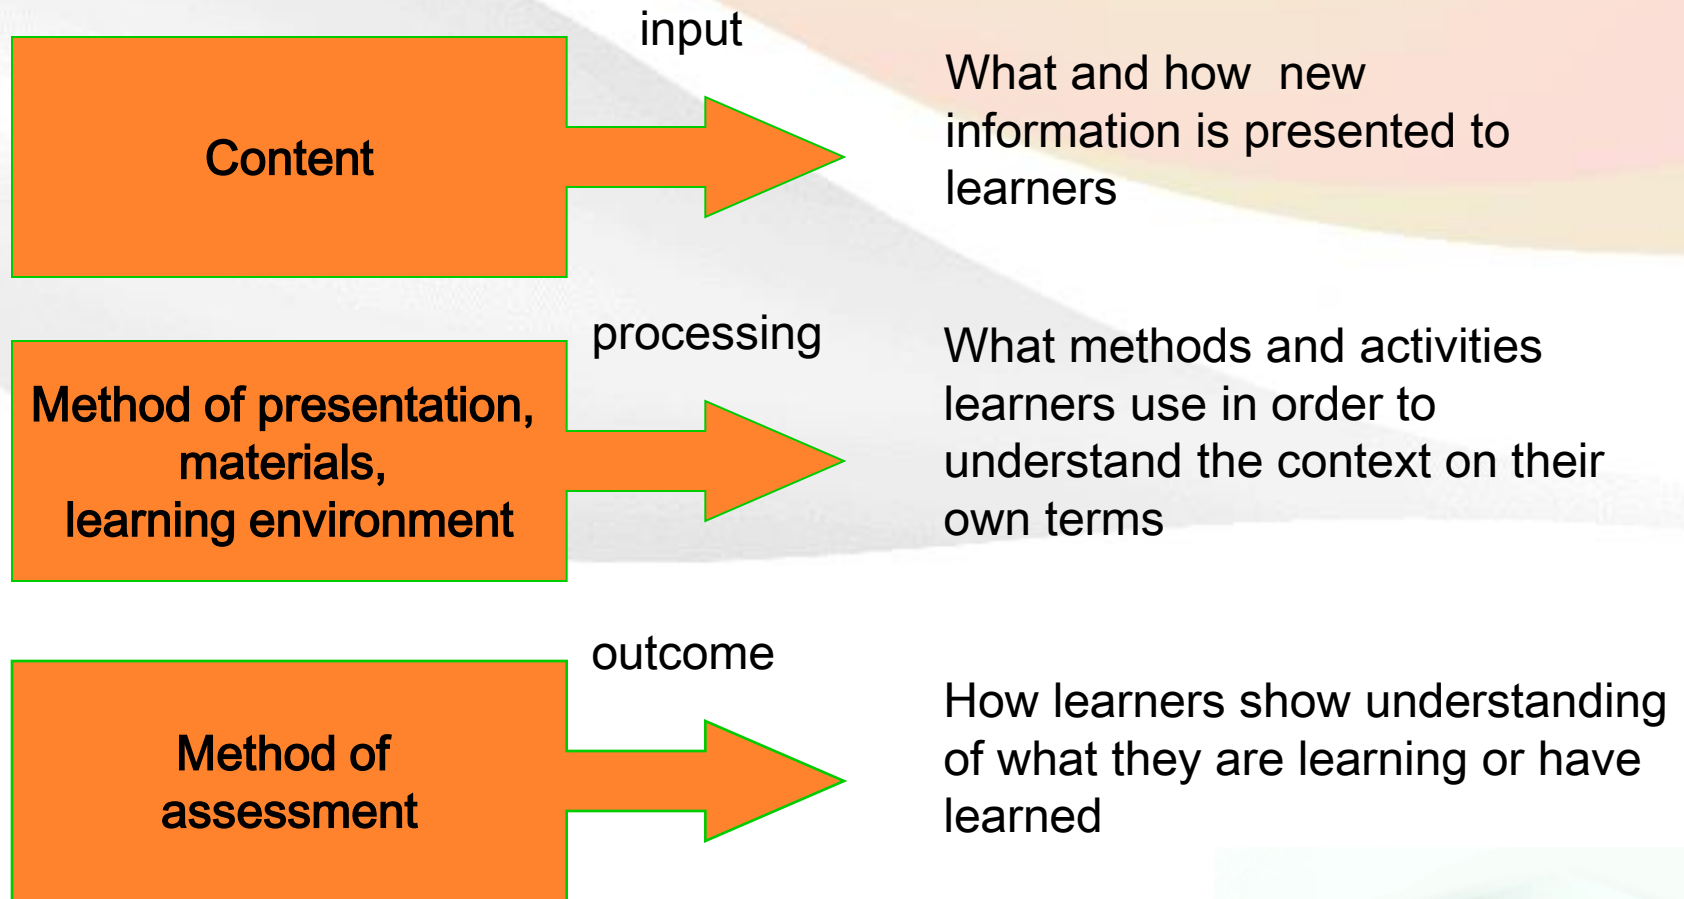 input
Content
What and how new
information is presented to
learners
processing
Method of presentation,
materials,
learning environment
What methods and activities
learners use in order to
understand the context on their
own terms
outcome
Method of
assessment
How learners show understanding
of what they are learning or have
learned